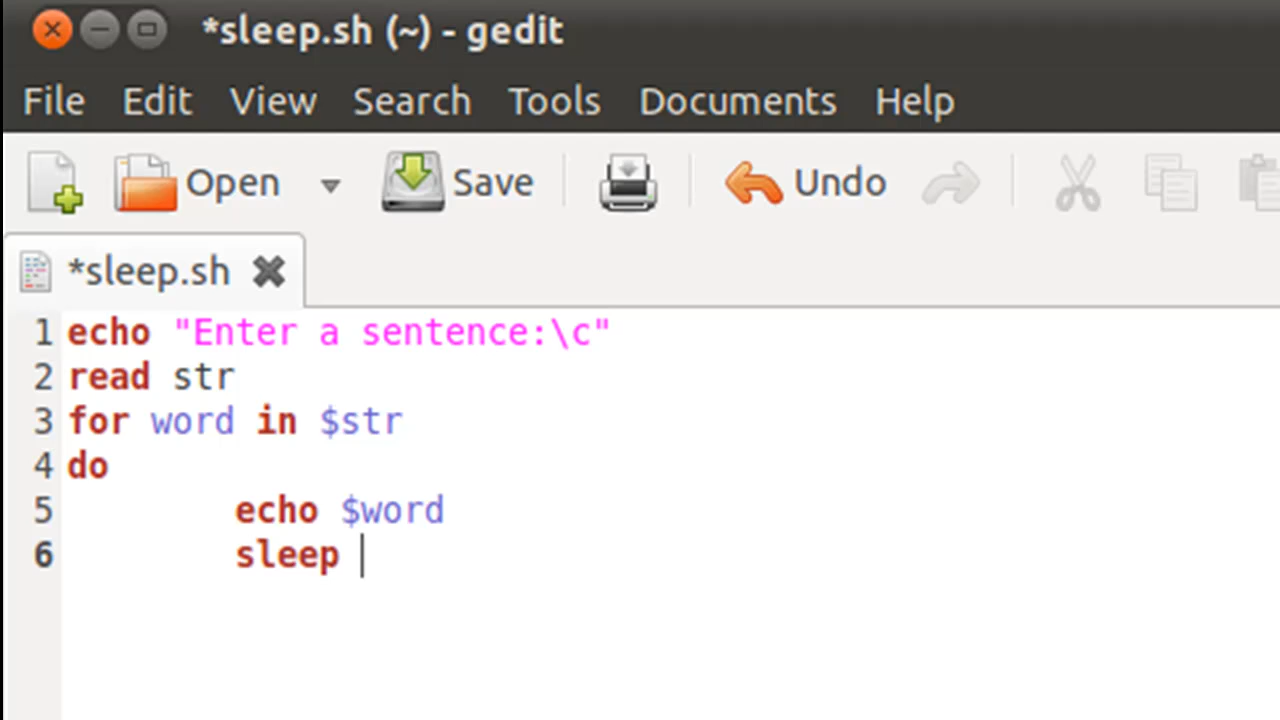 *sleep.sh (~) - gedit
File Edit View Search Tools Documents Help
Open Save Undo
*sleep.sh
1 echo "Enter a sentence:\c"
2 read str
3 for word in $str
4 do
5 echo $word
6 sleep